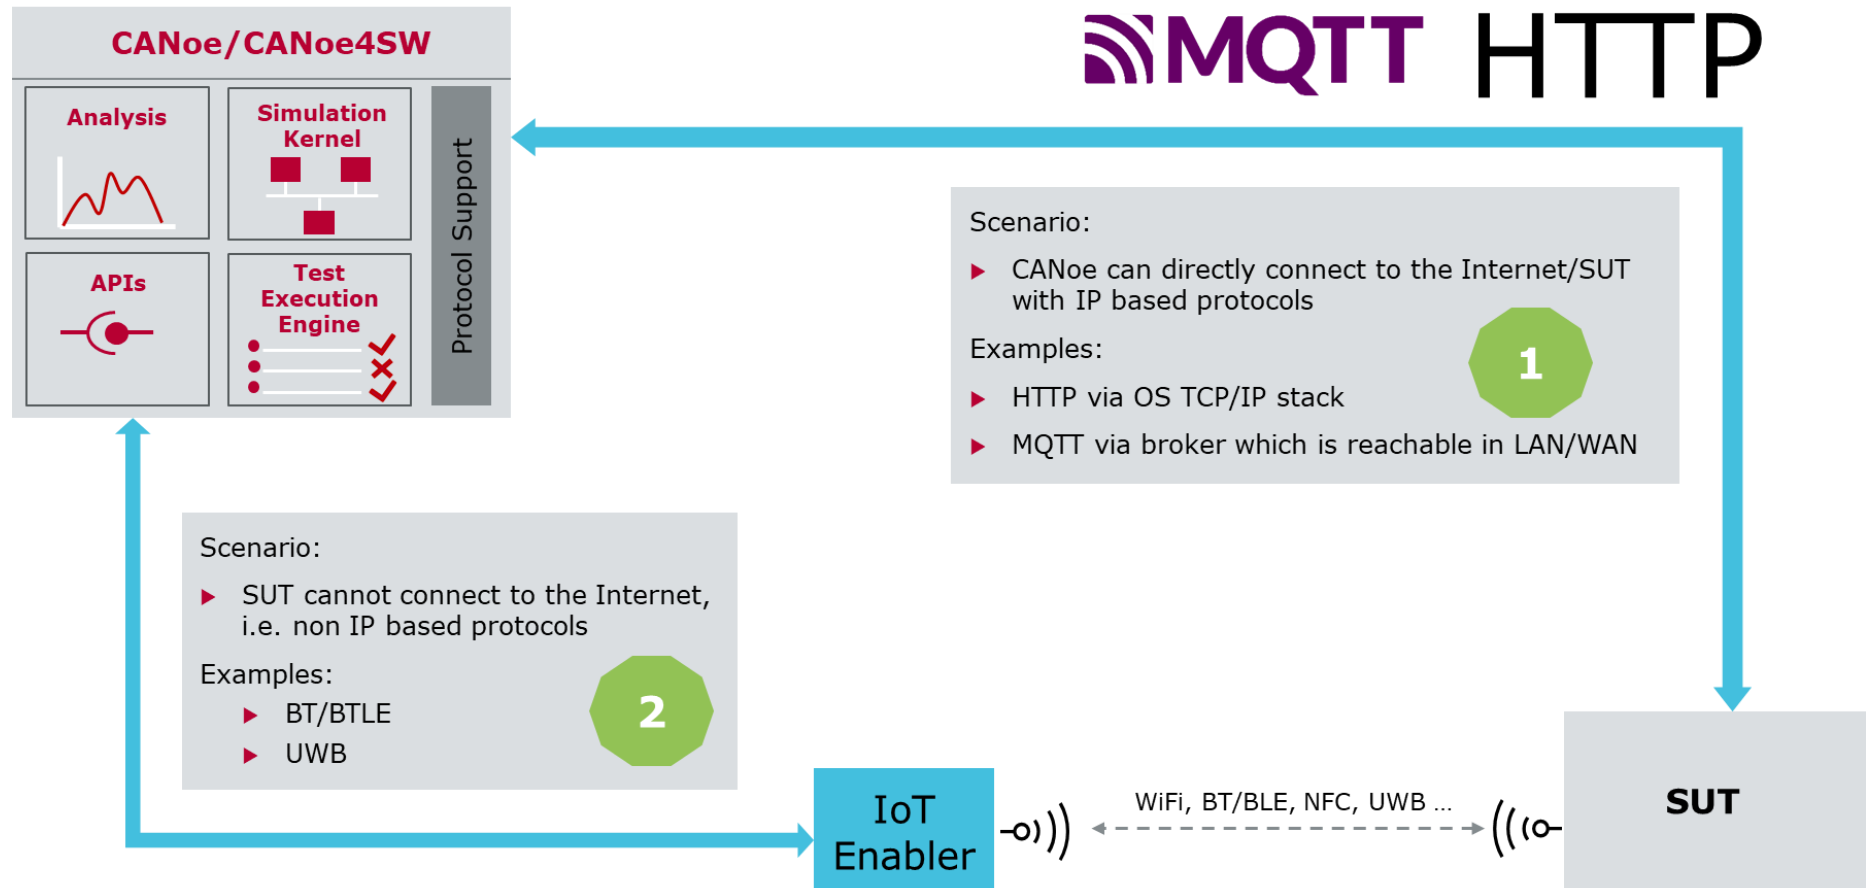 CANoe/CANoe4SW
Analysis
Simulation
Kernel
APIs
Test
Execution
Engine
Protocol Support
MQTT HTTP
Scenario:
CANoe can directly connect to the Internet/SUT
with IP based protocols
Examples:
HTTP via OS TCP/IP stack
MQTT via broker which is reachable in LAN/WAN
1
Scenario:
SUT cannot connect to the Internet,
i.e. non IP based protocols
Examples:
BT/BTLE
UWB
2
IoT
Enabler
WiFi, BT/BLE, NFC, UWB ...
SUT